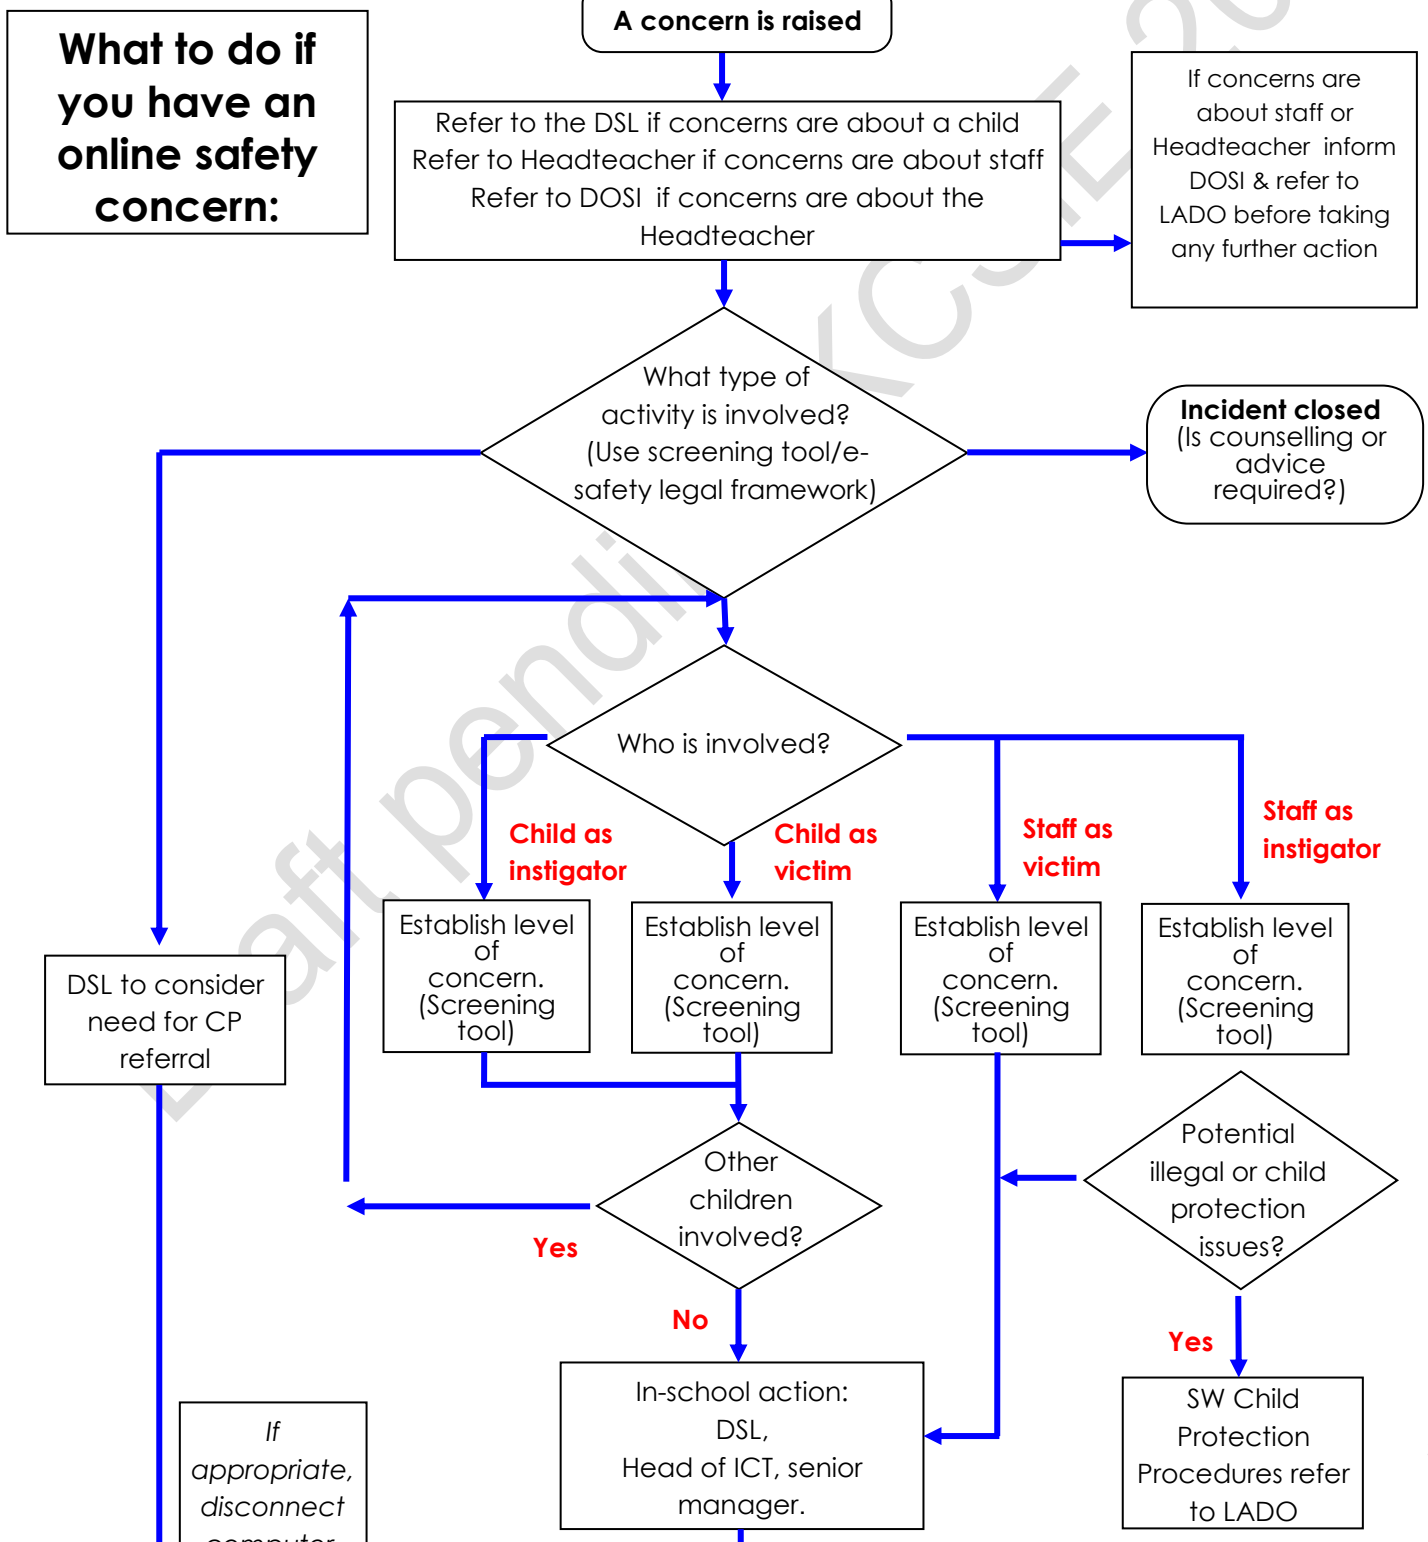 A concern is raised
What to do if
you have an
online safety
concern:
Refer to the DSL if concerns are about a child
Refer to Headteacher if concerns are about staff
Refer to DOSI if concerns are about the
Headteacher
If concerns are
about staff or
Headteacher inform
DOSI & refer to
LADO before taking
any further action
What type of
activity is involved?
(Use screening tool/e-
safety legal framework)
Incident closed
(Is counselling or
advice
required?)
Who is involved?
Child as
instigator
Child as
victim
Staff as
victim
Staff as
instigator
Establish level
of
concern.
(Screening
tool)
Establish level
of
concern.
(Screening
tool)
Establish level
of
concern.
(Screening
tool)
Establish level
of
concern.
(Screening
tool)
DSL to consider
need for CP
referral
Other
children
involved?
Yes
No
Potential
illegal or child
protection
issues?
Yes
In-school action:
DSL,
Head of ICT, senior
manager.
SW Child
Protection
Procedures refer
to LADO
If
appropriate,
disconnect
computer